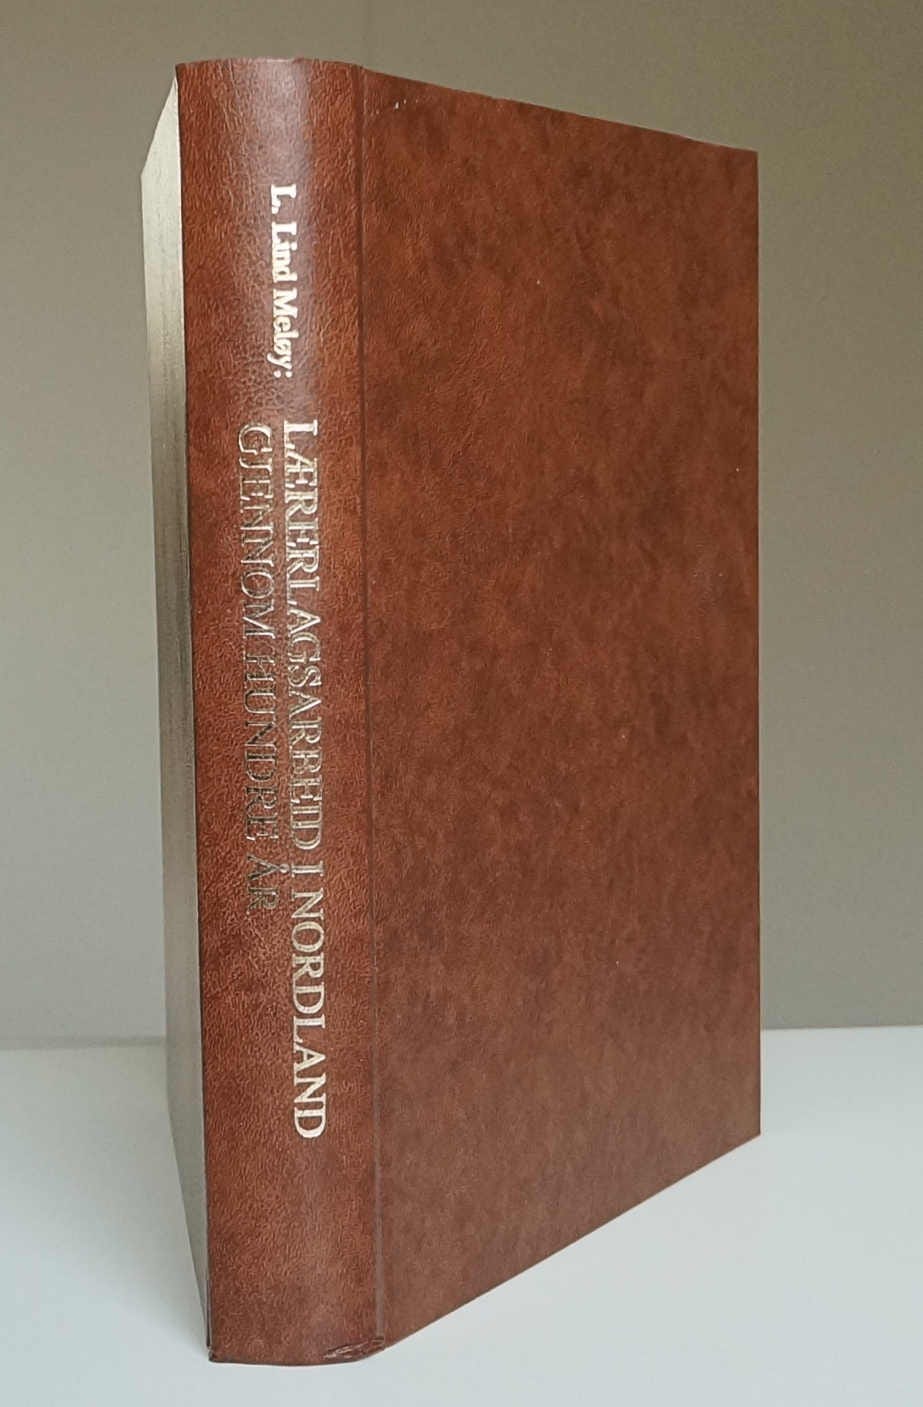 L. Lind Meløy:
LÆRERLAGSARBEID I NORDLAND
GJENNOM HUNDRE ÅR